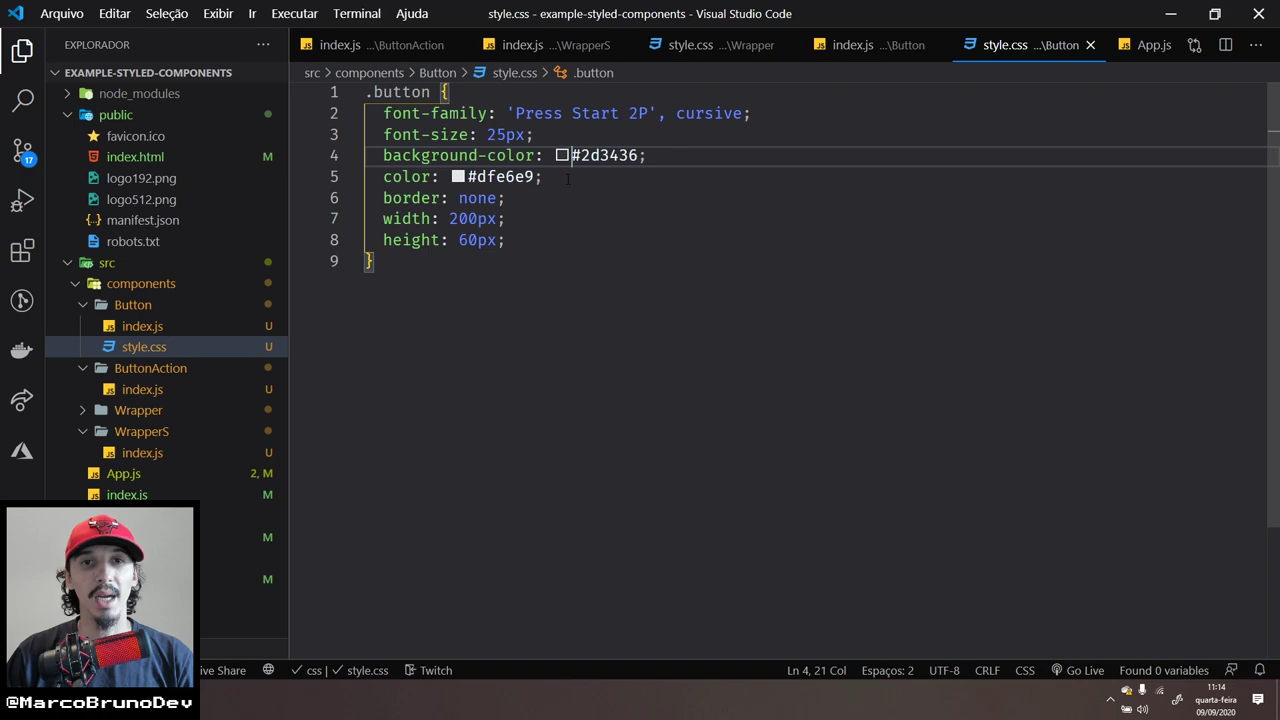 Arquivo Editar Seleção Exibir Ir Executar Terminal Ajuda style.css - example-styled-components - Visual Studio Code
EXPLORADOR
index.js ...\ButtonAction index.js ...\WrapperS style.css ...\Wrapper index.js ...\Button style.css ...\Button App.js
EXAMPLE-STYLED-COMPONENTS
src > components > Button > style.css > .button
node_modules
public
favicon.ico
index.html M
logo192.png
logo512.png
manifest.json
robots.txt
src
components
Button
index.js U
style.css U
ButtonAction
index.js U
Wrapper
WrapperS
index.js U
App.js 2, M
index.js M
M
M
17
1 .button {
2 font-family: 'Press Start 2P', cursive;
3 font-size: 25px;
4 background-color: #2d3436;
5 color: #dfe6e9;
6 border: none;
7 width: 200px;
8 height: 60px;
9 }
@MarcoBrunoDev
ive Share css | style.css Twitch Ln 4, 21 Col Espaços: 2 UTF-8 CRLF CSS Go Live Found 0 variables
11:14
quarta-feira
09/09/2020